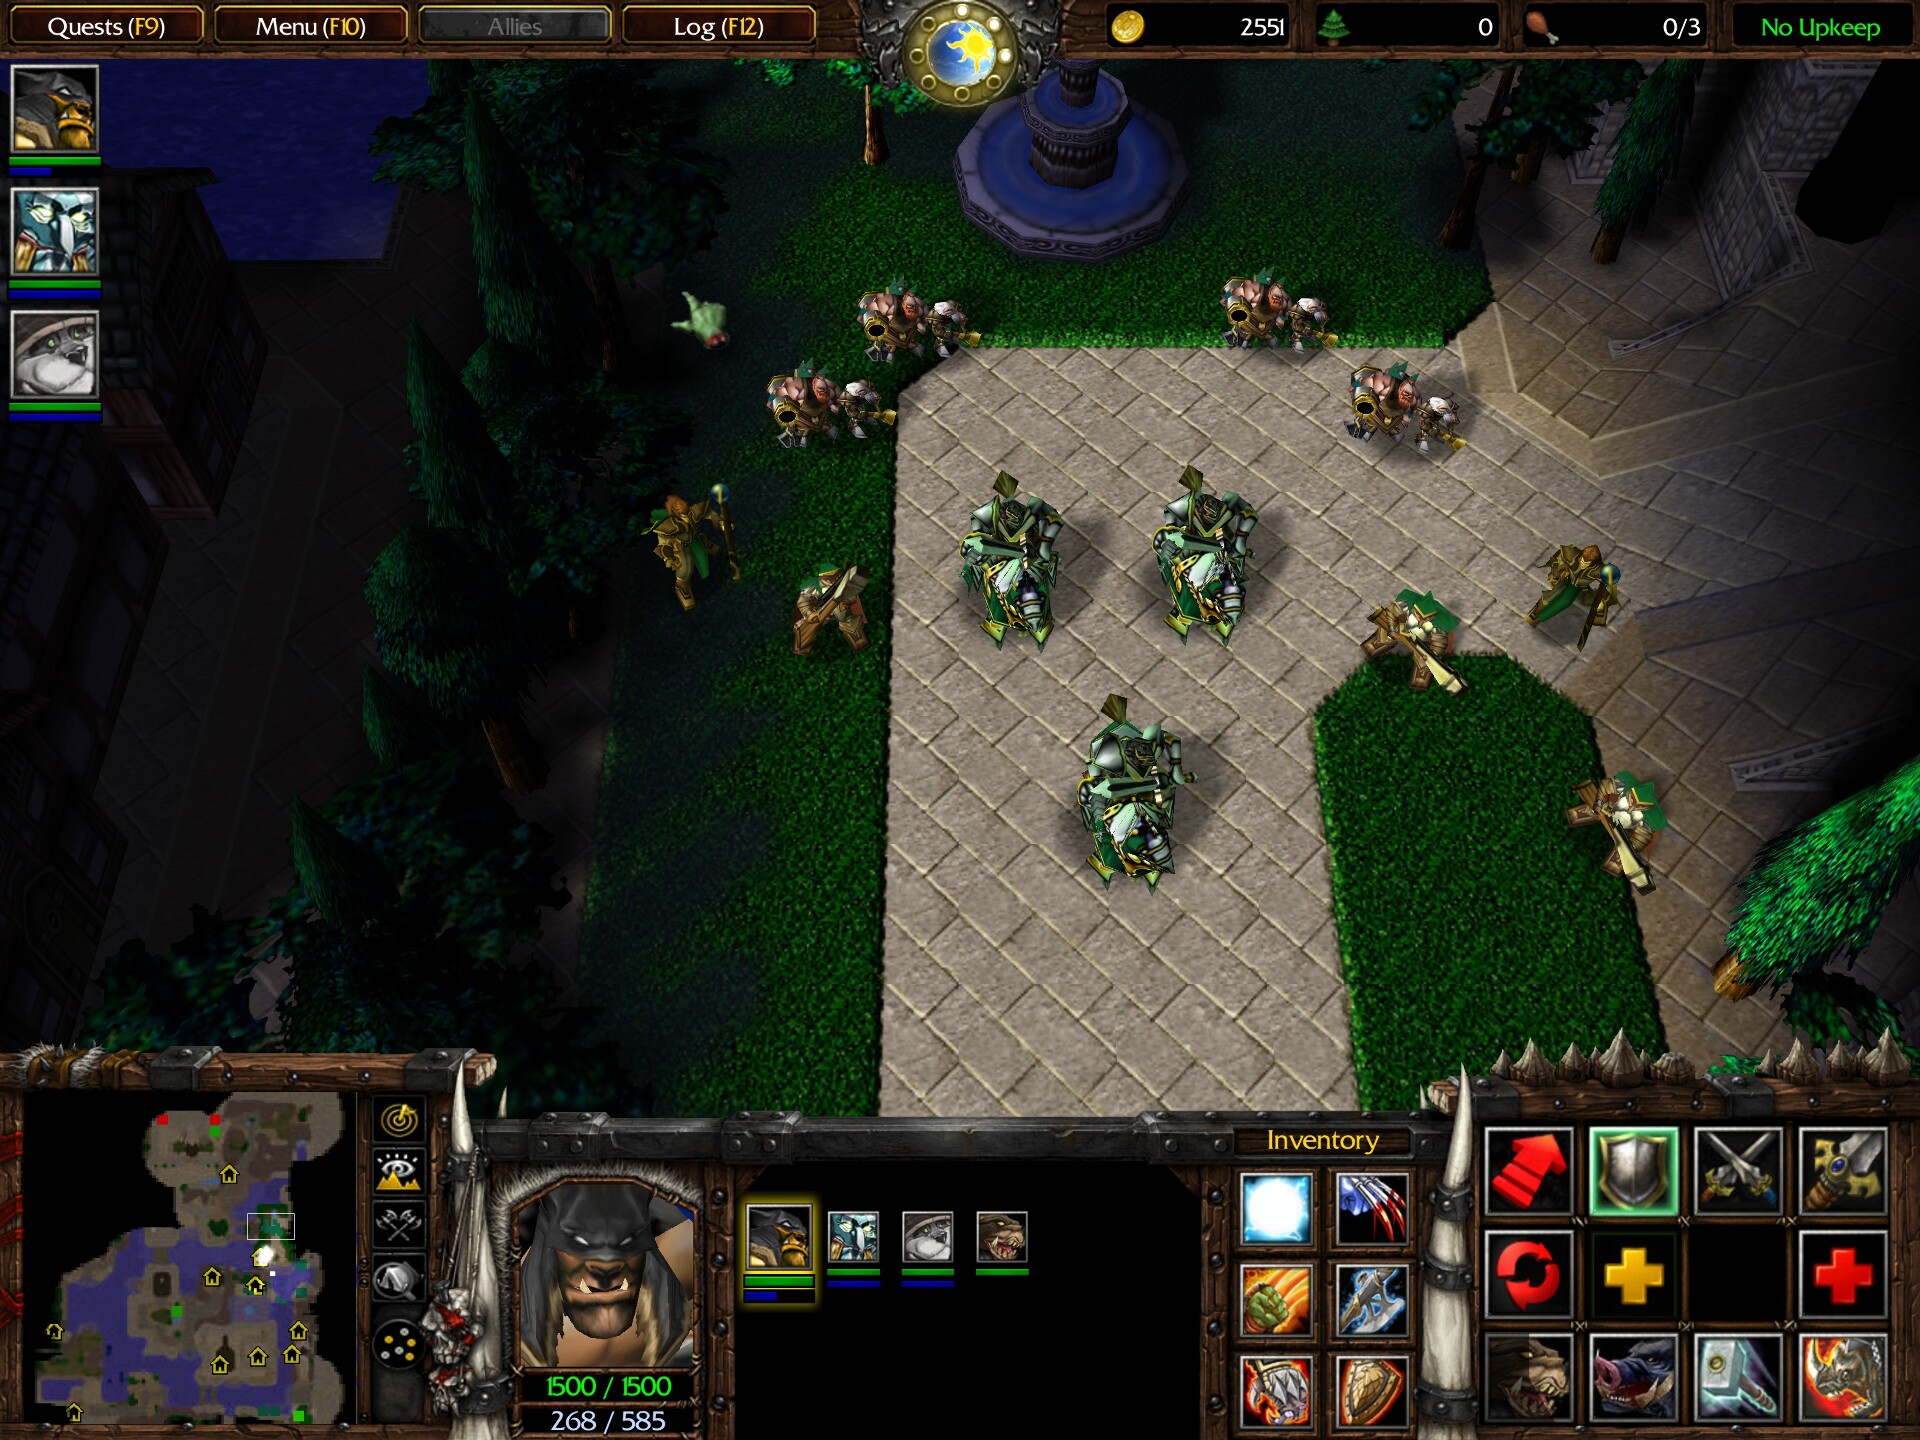 Quests (F9) Menu (F10) Allies Log (F12) 2551 0 0/3 No Upkeep
Inventory
1500 / 1500
268 / 585